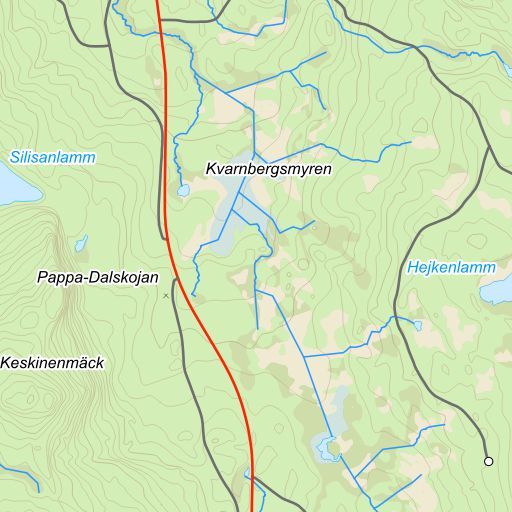 Silisanlamm
Kvarnbergsmyren
Hejkenlamm
Pappa-Dalskojan
Keskinenmäck